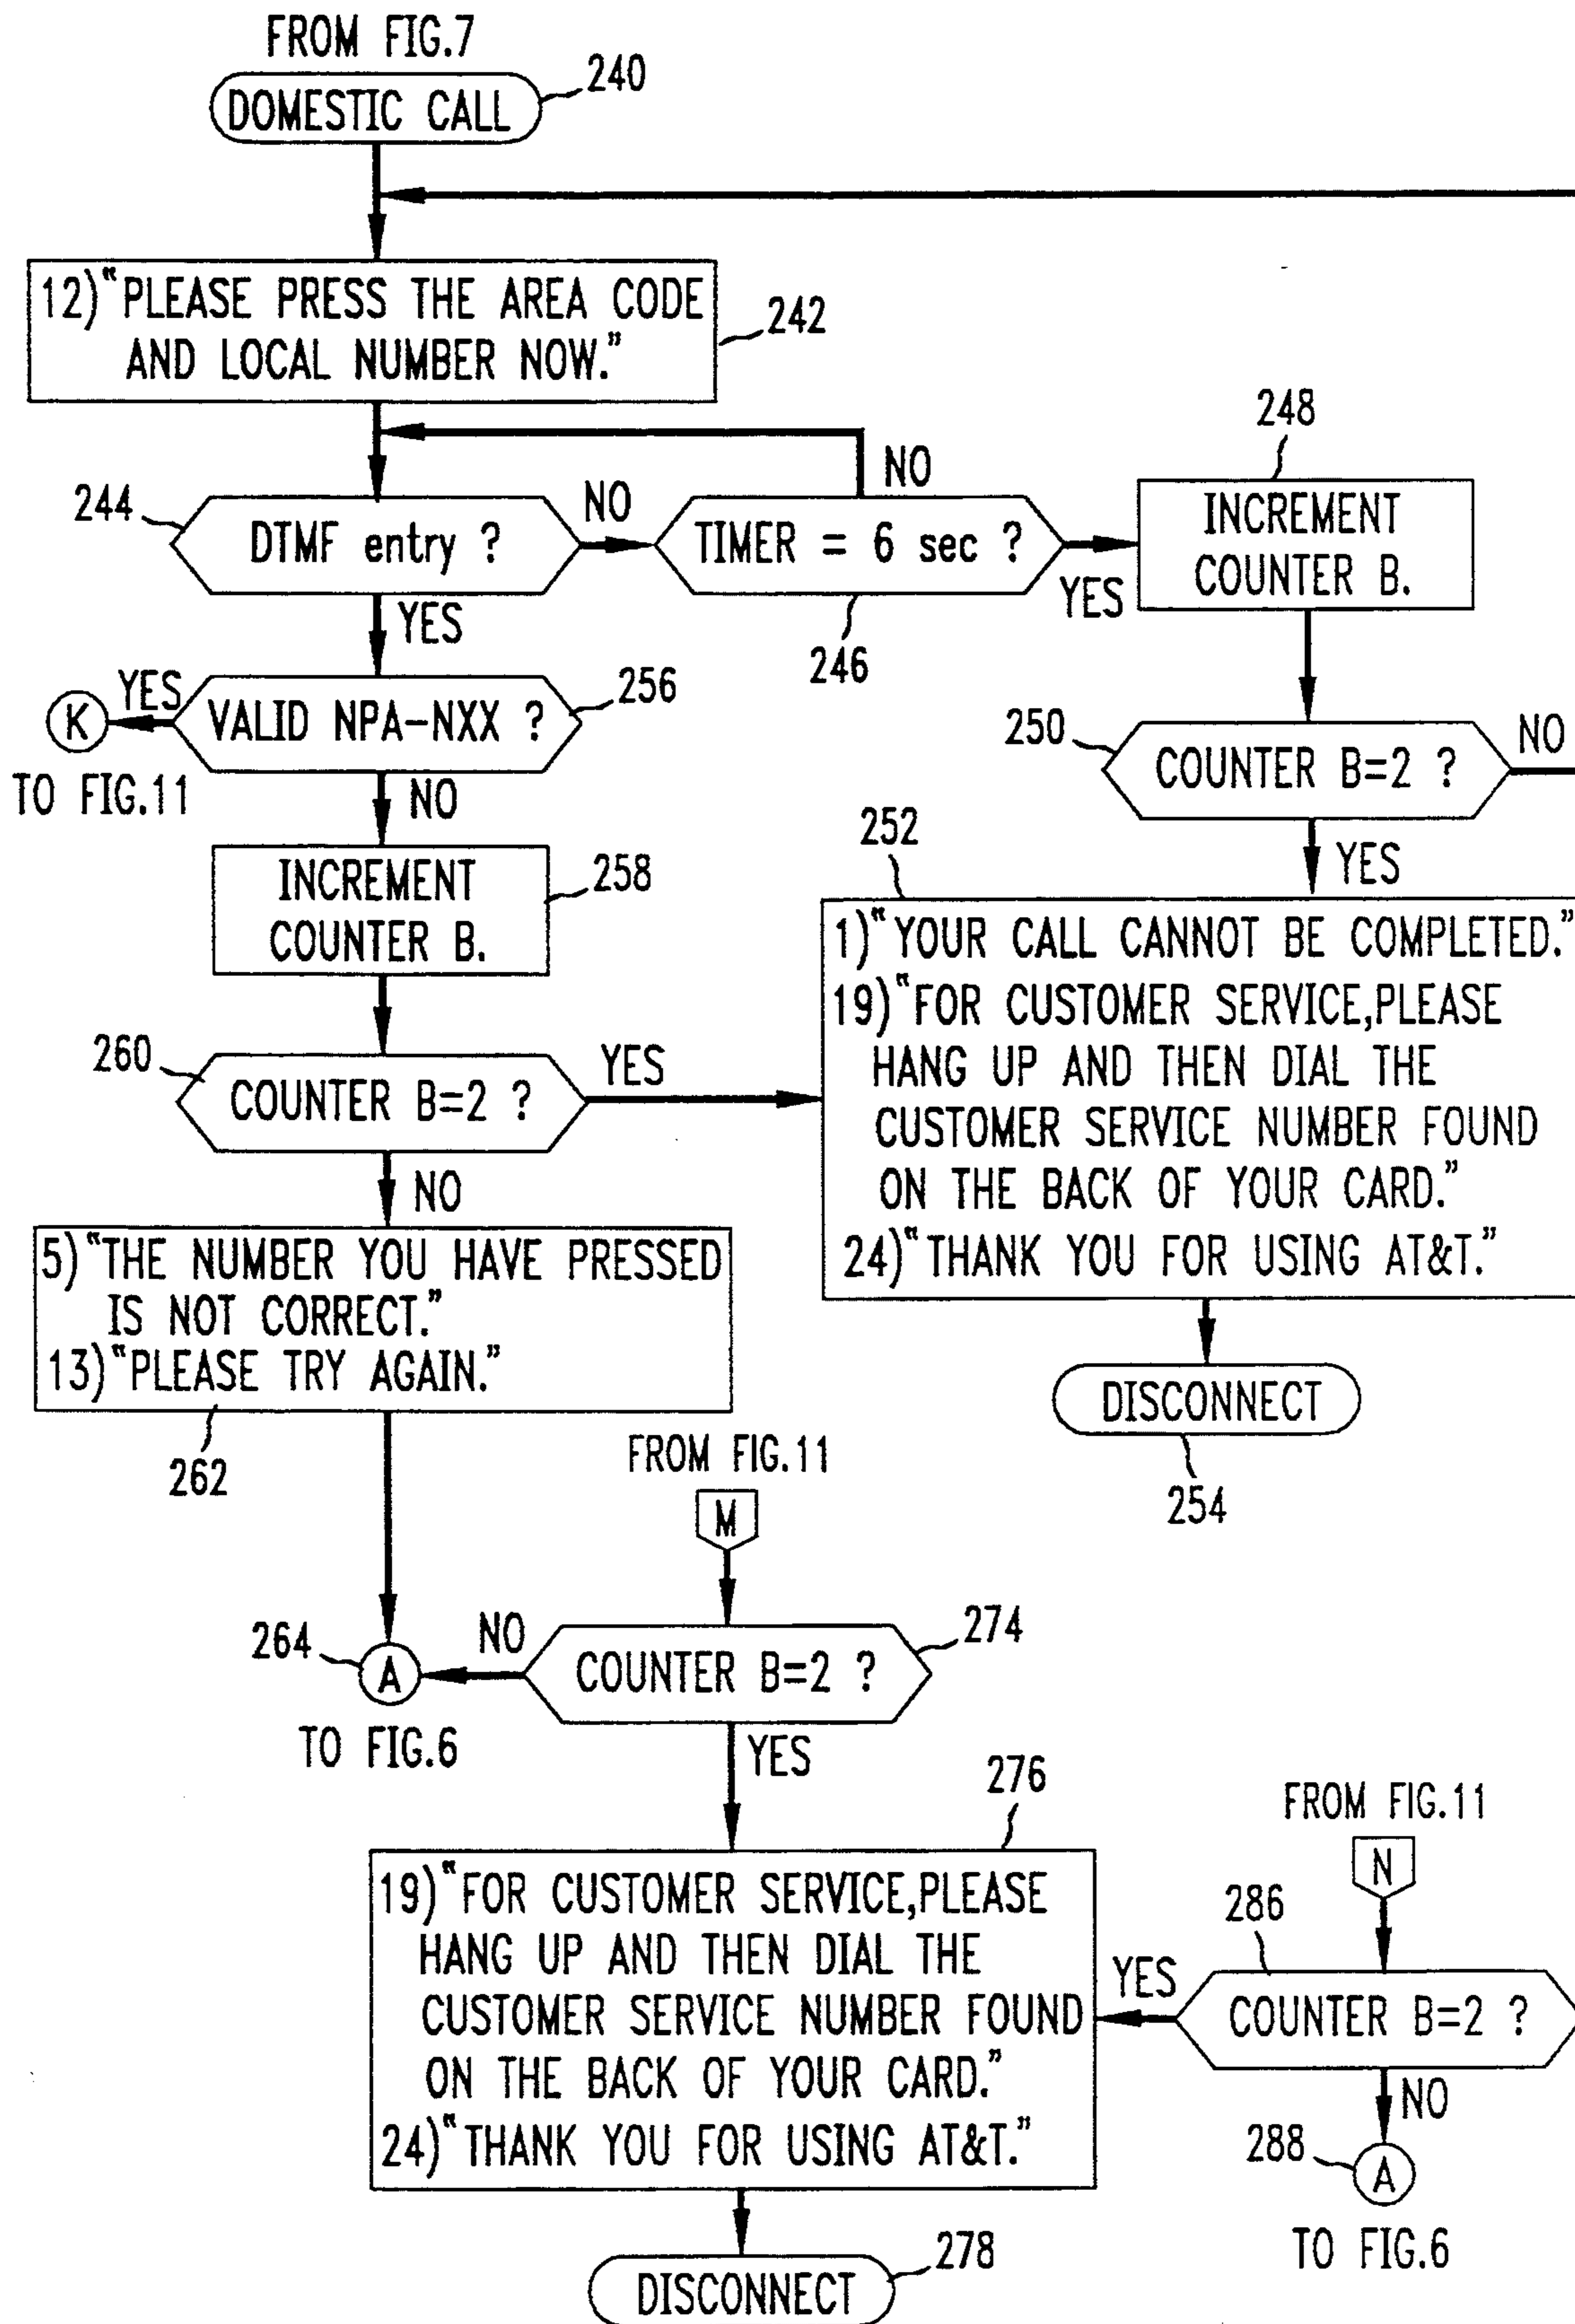 FROM FIG.7
DOMESTIC CALL
240
12)"PLEASE PRESS THE AREA CODE
AND LOCAL NUMBER NOW."
242
244
DTMF entry ?
NO
TIMER = 6 sec ?
NO
246
YES
248
INCREMENT
COUNTER B.
YES
250
COUNTER B=2 ?
NO
YES
K
YES
VALID NPA-NXX ?
256
TO FIG.11
NO
INCREMENT
COUNTER B.
258
252
1)"YOUR CALL CANNOT BE COMPLETED."
19)"FOR CUSTOMER SERVICE,PLEASE
HANG UP AND THEN DIAL THE
CUSTOMER SERVICE NUMBER FOUND
ON THE BACK OF YOUR CARD."
24)"THANK YOU FOR USING AT&T."
260
COUNTER B=2 ?
YES
NO
5)"THE NUMBER YOU HAVE PRESSED
IS NOT CORRECT."
13)"PLEASE TRY AGAIN."
262
DISCONNECT
254
FROM FIG.11
M
264
A
NO
COUNTER B=2 ?
274
TO FIG.6
YES
276
19)"FOR CUSTOMER SERVICE,PLEASE
HANG UP AND THEN DIAL THE
CUSTOMER SERVICE NUMBER FOUND
ON THE BACK OF YOUR CARD."
24)"THANK YOU FOR USING AT&T."
FROM FIG.11
N
286
YES
COUNTER B=2 ?
NO
288
A
TO FIG.6
DISCONNECT
278